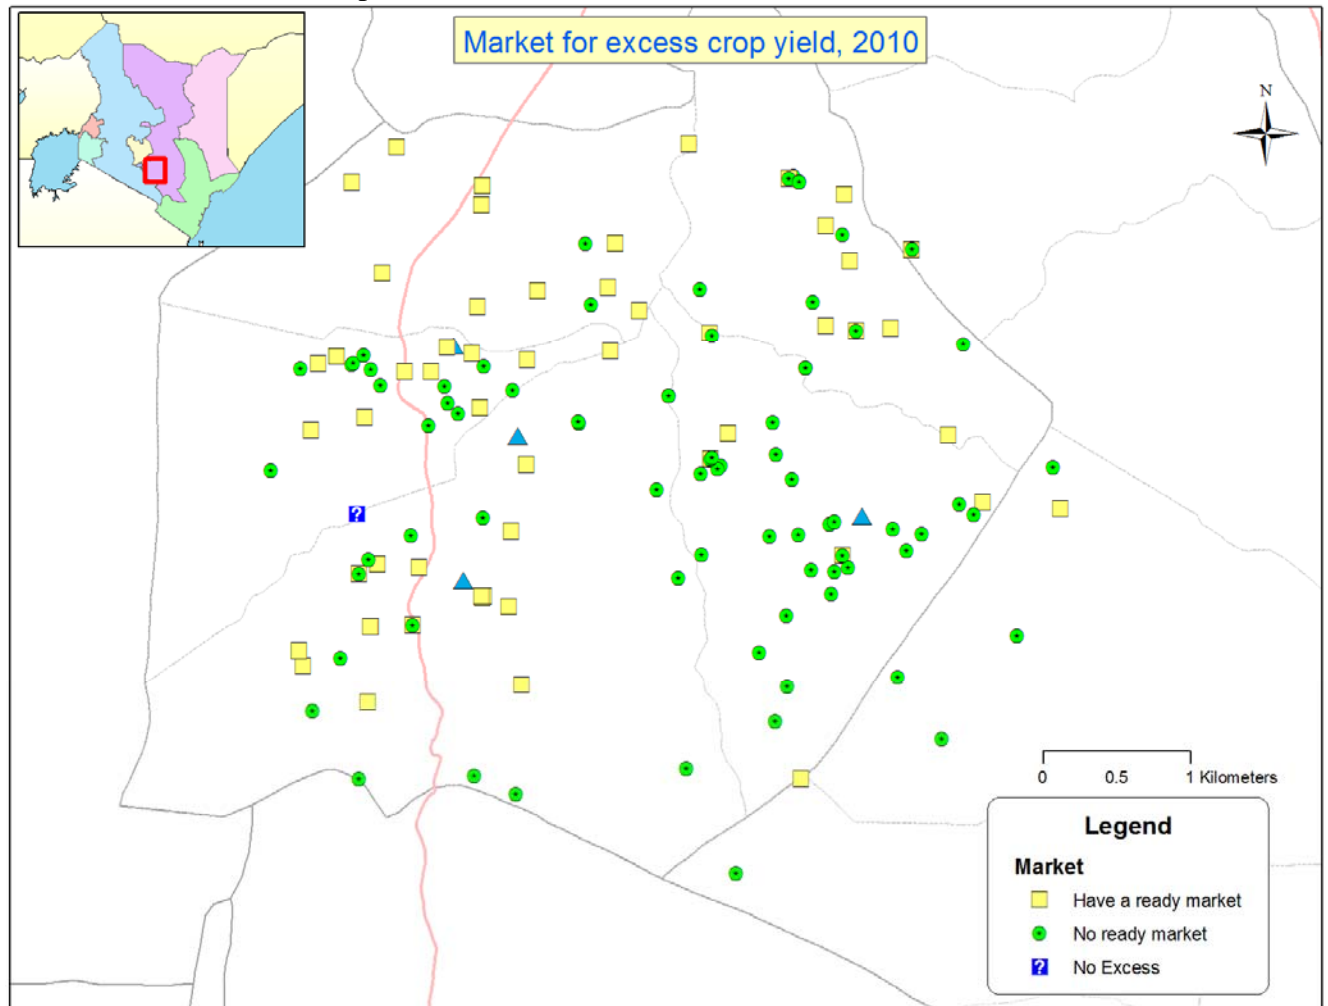 Market for excess crop yield, 2010
N
0 0.5 1 Kilometers
Legend
Market
Have a ready market
No ready market
? No Excess
?